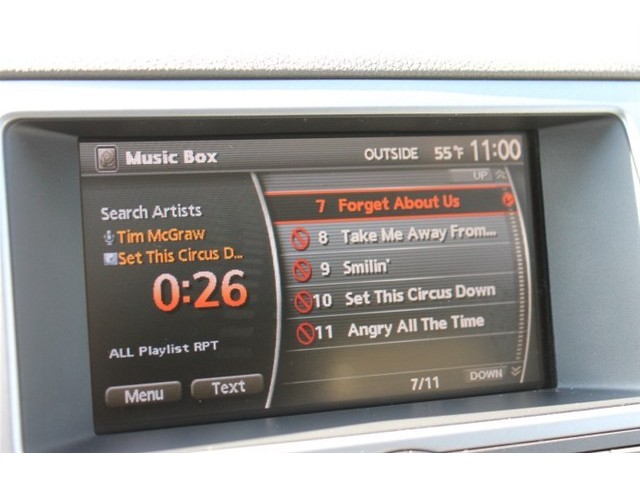 Music Box
OUTSIDE 55°F 11:00
UP
Search Artists
Tim McGraw
Set This Circus D...
0:26
ALL Playlist RPT
Menu Text
7 Forget About Us
8 Take Me Away From...
9 Smilin'
10 Set This Circus Down
11 Angry All The Time
7/11
DOWN